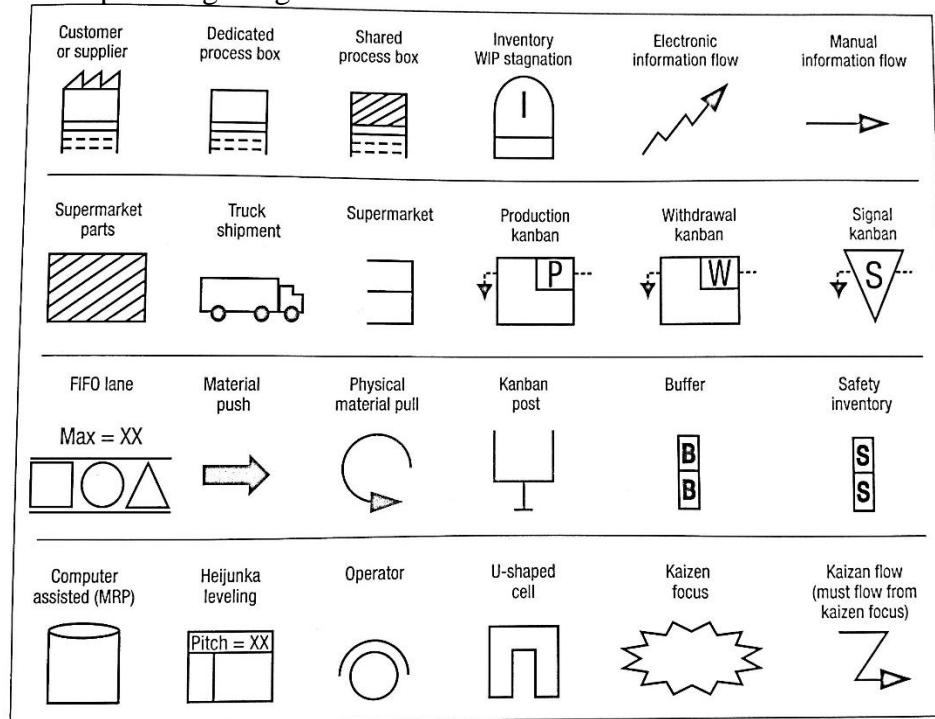 Customer
or supplier
Dedicated
process box
Shared
process box
Inventory
WIP stagnation
Electronic
information flow
Manual
information flow
I
Supermarket
parts
Truck
shipment
Supermarket
Production
kanban
Withdrawal
kanban
Signal
kanban
P
W
S
FIFO lane
Material
push
Physical
material pull
Kanban
post
Buffer
Safety
inventory
Max = XX
B
B
S
S
Computer
assisted (MRP)
Heijunka
leveling
Operator
U-shaped
cell
Kaizen
focus
Kaizan flow
(must flow from
kaizen focus)
Pitch = XX